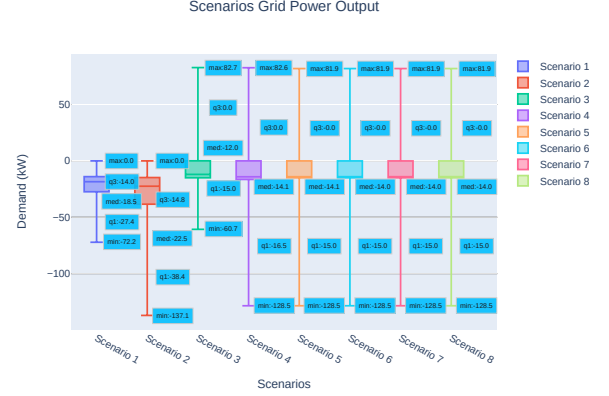 Scenarios Grid Power Output
Demand (kW)
50
0
−50
−100
max:0.0
q3:-14.0
med:-18.5
q1:-27.4
min:-72.2
max:0.0
q3:-14.8
med:-22.5
q1:-38.4
min:-137.1
max:82.7
q3:0.0
med:-12.0
q1:-15.0
min:-60.7
max:82.6
q3:0.0
med:-14.1
q1:-16.5
min:-128.5
max:81.9
q3:-0.0
med:-14.1
q1:-15.0
min:-128.5
max:81.9
q3:-0.0
med:-14.0
q1:-15.0
min:-128.5
max:81.9
q3:-0.0
med:-14.0
q1:-15.0
min:-128.5
max:81.9
q3:-0.0
med:-14.0
q1:-15.0
min:-128.5
Scenario 1
Scenario 2
Scenario 3
Scenario 4
Scenario 5
Scenario 6
Scenario 7
Scenario 8
Scenarios
Scenario 1
Scenario 2
Scenario 3
Scenario 4
Scenario 5
Scenario 6
Scenario 7
Scenario 8